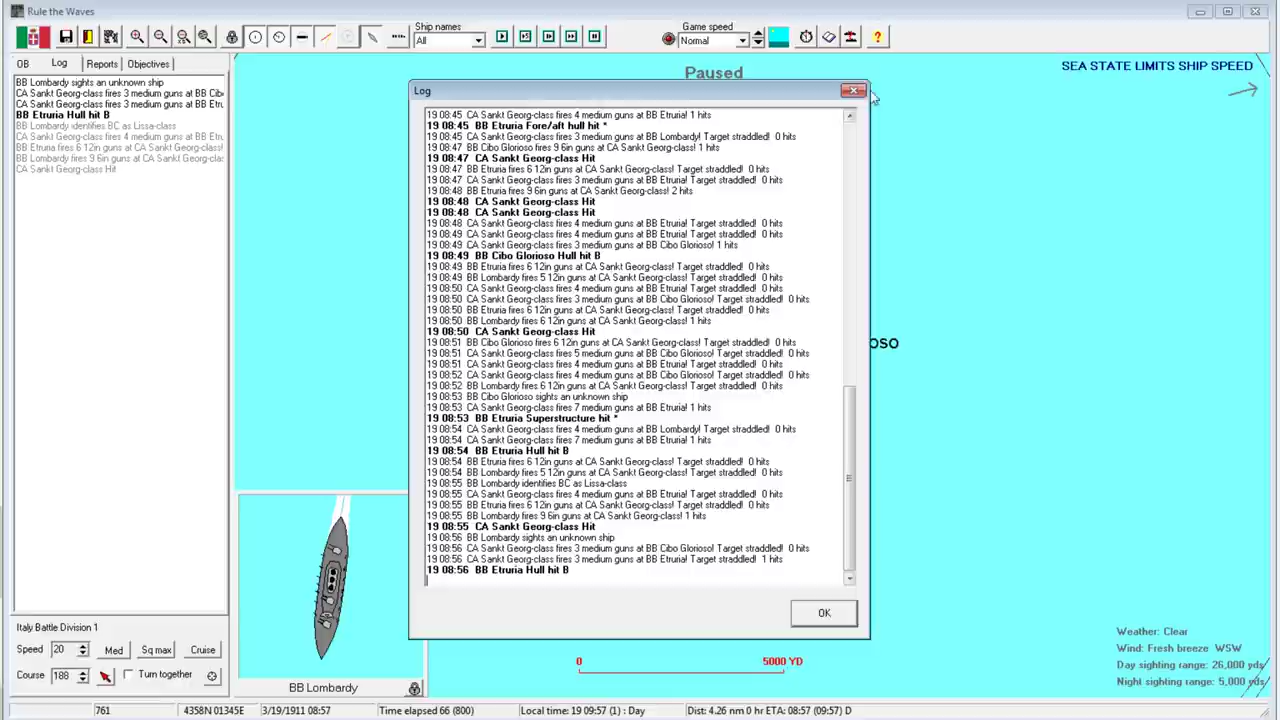 Rule the Waves
Ship names
All
Game speed
Normal
?
OB
Log
Reports
Objectives
BB Lombardy sights an unknown ship
CA Sankt Georg-class fires 3 medium guns at BB Cib
CA Sankt Georg-class fires 3 medium guns at BB Etru
BB Etruria Hull hit B
BB Lombardy identifies BC as Lissa-class
CA Sankt Georg-class fires 4 medium guns at BB Etru
BB Etruria fires 6 12in guns at CA Sankt Georg-class!
BB Lombardy fires 9 6in guns at CA Sankt Georg-class
CA Sankt Georg-class Hit
Paused
SEA STATE LIMITS SHIP SPEED
Log
19 08:45 CA Sankt Georg-class fires 4 medium guns at BB Etruria! 1 hits
19 08:45 BB Etruria Fore/aft hull hit *
19 08:45 CA Sankt Georg-class fires 3 medium guns at BB Lombardy! Target straddled! 0 hits
19 08:47 BB Cibo Glorioso fires 9 6in guns at CA Sankt Georg-class! 1 hits
19 08:47 CA Sankt Georg-class Hit
19 08:47 BB Etruria fires 6 12in guns at CA Sankt Georg-class! Target straddled! 0 hits
19 08:47 CA Sankt Georg-class fires 3 medium guns at BB Etruria! Target straddled! 0 hits
19 08:48 BB Etruria fires 9 6in guns at CA Sankt Georg-class! 2 hits
19 08:48 CA Sankt Georg-class Hit
19 08:48 CA Sankt Georg-class Hit
19 08:48 CA Sankt Georg-class fires 4 medium guns at BB Etruria! Target straddled! 0 hits
19 08:49 CA Sankt Georg-class fires 4 medium guns at BB Etruria! Target straddled! 0 hits
19 08:49 CA Sankt Georg-class fires 3 medium guns at BB Cibo Glorioso! 1 hits
19 08:49 BB Cibo Glorioso Hull hit B
19 08:49 BB Etruria fires 6 12in guns at CA Sankt Georg-class! Target straddled! 0 hits
19 08:49 BB Lombardy fires 5 12in guns at CA Sankt Georg-class! Target straddled! 0 hits
19 08:50 CA Sankt Georg-class fires 4 medium guns at BB Etruria! Target straddled! 0 hits
19 08:50 CA Sankt Georg-class fires 3 medium guns at BB Cibo Glorioso! Target straddled! 0 hits
19 08:50 BB Etruria fires 6 12in guns at CA Sankt Georg-class! Target straddled! 0 hits
19 08:50 BB Lombardy fires 6 12in guns at CA Sankt Georg-class! 1 hits
19 08:50 CA Sankt Georg-class Hit
19 08:51 BB Cibo Glorioso fires 6 12in guns at CA Sankt Georg-class! Target straddled! 0 hits
19 08:51 CA Sankt Georg-class fires 5 medium guns at BB Cibo Glorioso! Target straddled! 0 hits
19 08:51 CA Sankt Georg-class fires 4 medium guns at BB Etruria! Target straddled! 0 hits
19 08:52 CA Sankt Georg-class fires 4 medium guns at BB Cibo Glorioso! Target straddled! 0 hits
19 08:52 BB Lombardy fires 6 12in guns at CA Sankt Georg-class! Target straddled! 0 hits
19 08:53 BB Cibo Glorioso sights an unknown ship
19 08:53 CA Sankt Georg-class fires 7 medium guns at BB Etruria! 1 hits
19 08:53 BB Etruria Superstructure hit *
19 08:54 CA Sankt Georg-class fires 4 medium guns at BB Lombardy! Target straddled! 0 hits
19 08:54 CA Sankt Georg-class fires 7 medium guns at BB Etruria! 1 hits
19 08:54 BB Etruria Hull hit B
19 08:54 BB Etruria fires 6 12in guns at CA Sankt Georg-class! Target straddled! 0 hits
19 08:54 BB Lombardy fires 5 12in guns at CA Sankt Georg-class! Target straddled! 0 hits
19 08:55 BB Lombardy identifies BC as Lissa-class
19 08:55 CA Sankt Georg-class fires 4 medium guns at BB Etruria! Target straddled! 0 hits
19 08:55 BB Etruria fires 6 12in guns at CA Sankt Georg-class! Target straddled! 0 hits
19 08:55 BB Lombardy fires 9 6in guns at CA Sankt Georg-class! 1 hits
19 08:55 CA Sankt Georg-class Hit
19 08:56 BB Lombardy sights an unknown ship
19 08:56 CA Sankt Georg-class fires 3 medium guns at BB Cibo Glorioso! Target straddled! 0 hits
19 08:56 CA Sankt Georg-class fires 3 medium guns at BB Etruria! Target straddled! 1 hits
19 08:56 BB Etruria Hull hit B
OK
OSO
Italy Battle Division 1
Speed 20 Med Sq max Cruise
Course 188 Turn together
BB Lombardy
0 5000 YD
Weather: Clear
Wind: Fresh breeze WSW
Day sighting range: 26,000 yds
Night sighting range: 5,000 yds
761 4358N 01345E 3/19/1911 08:57 Time elapsed 66 (800) Local time: 19 09:57 (1) : Day Dist: 4.26 nm 0 hr ETA: 08:57 (09:57) D